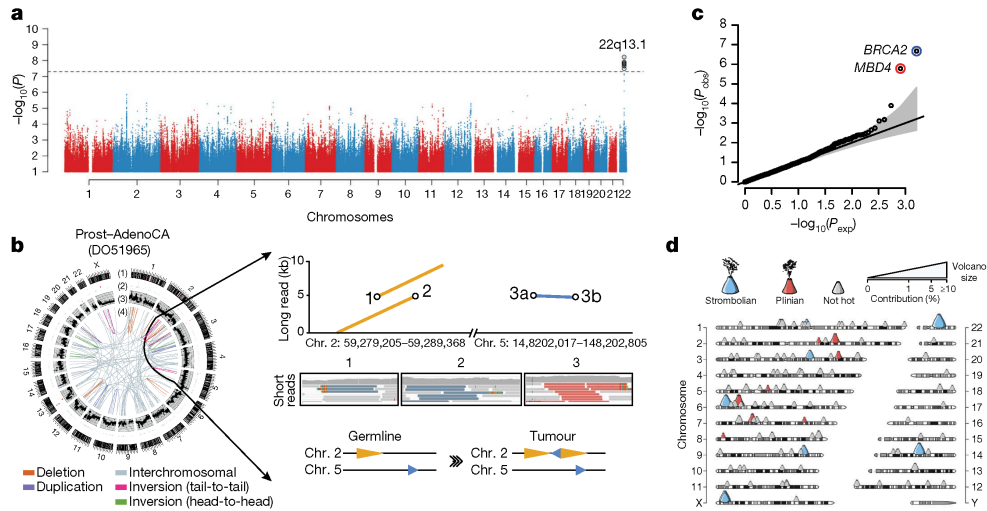 a
10
9
8
7
6
5
4
3
2
1
–log10(P)
22q13.1
1 2 3 4 5 6 7 8 9 10 11 12 13 14 15 16 17 18 19 20 21 22
Chromosomes
b
Prost–AdenoCA
(DO51965)
(1)
(2)
(3)
(4)
1
3
4
5
7
8
9
10
11
12
13
14
15
16
17
18
19
20
21
22
X
Deletion
Duplication
Interchromosomal
Inversion (tail-to-tail)
Inversion (head-to-head)
Long read (kb)
10
5
0
1
2
3a
3b
Chr. 2: 59,279,205–59,289,368
Chr. 5: 14,8202,017–148,202,805
1 2 3
Short
reads
Germline
Tumour
Chr. 2
Chr. 5
Chr. 2
Chr. 5
c
8
7
6
5
4
3
2
1
0
–log10(Pobs)
BRCA2
MBD4
0 0.5 1.0 1.5 2.0 2.5 3.0
–log10(Pexp)
d
Strombolian
Plinian
Not hot
Volcano
size
0 1 5 ≥10
Contribution (%)
Chromosome
1 22
2 21
3 20
4 19
5 18
6 17
7 16
8 15
9 14
10 13
11 12
X Y